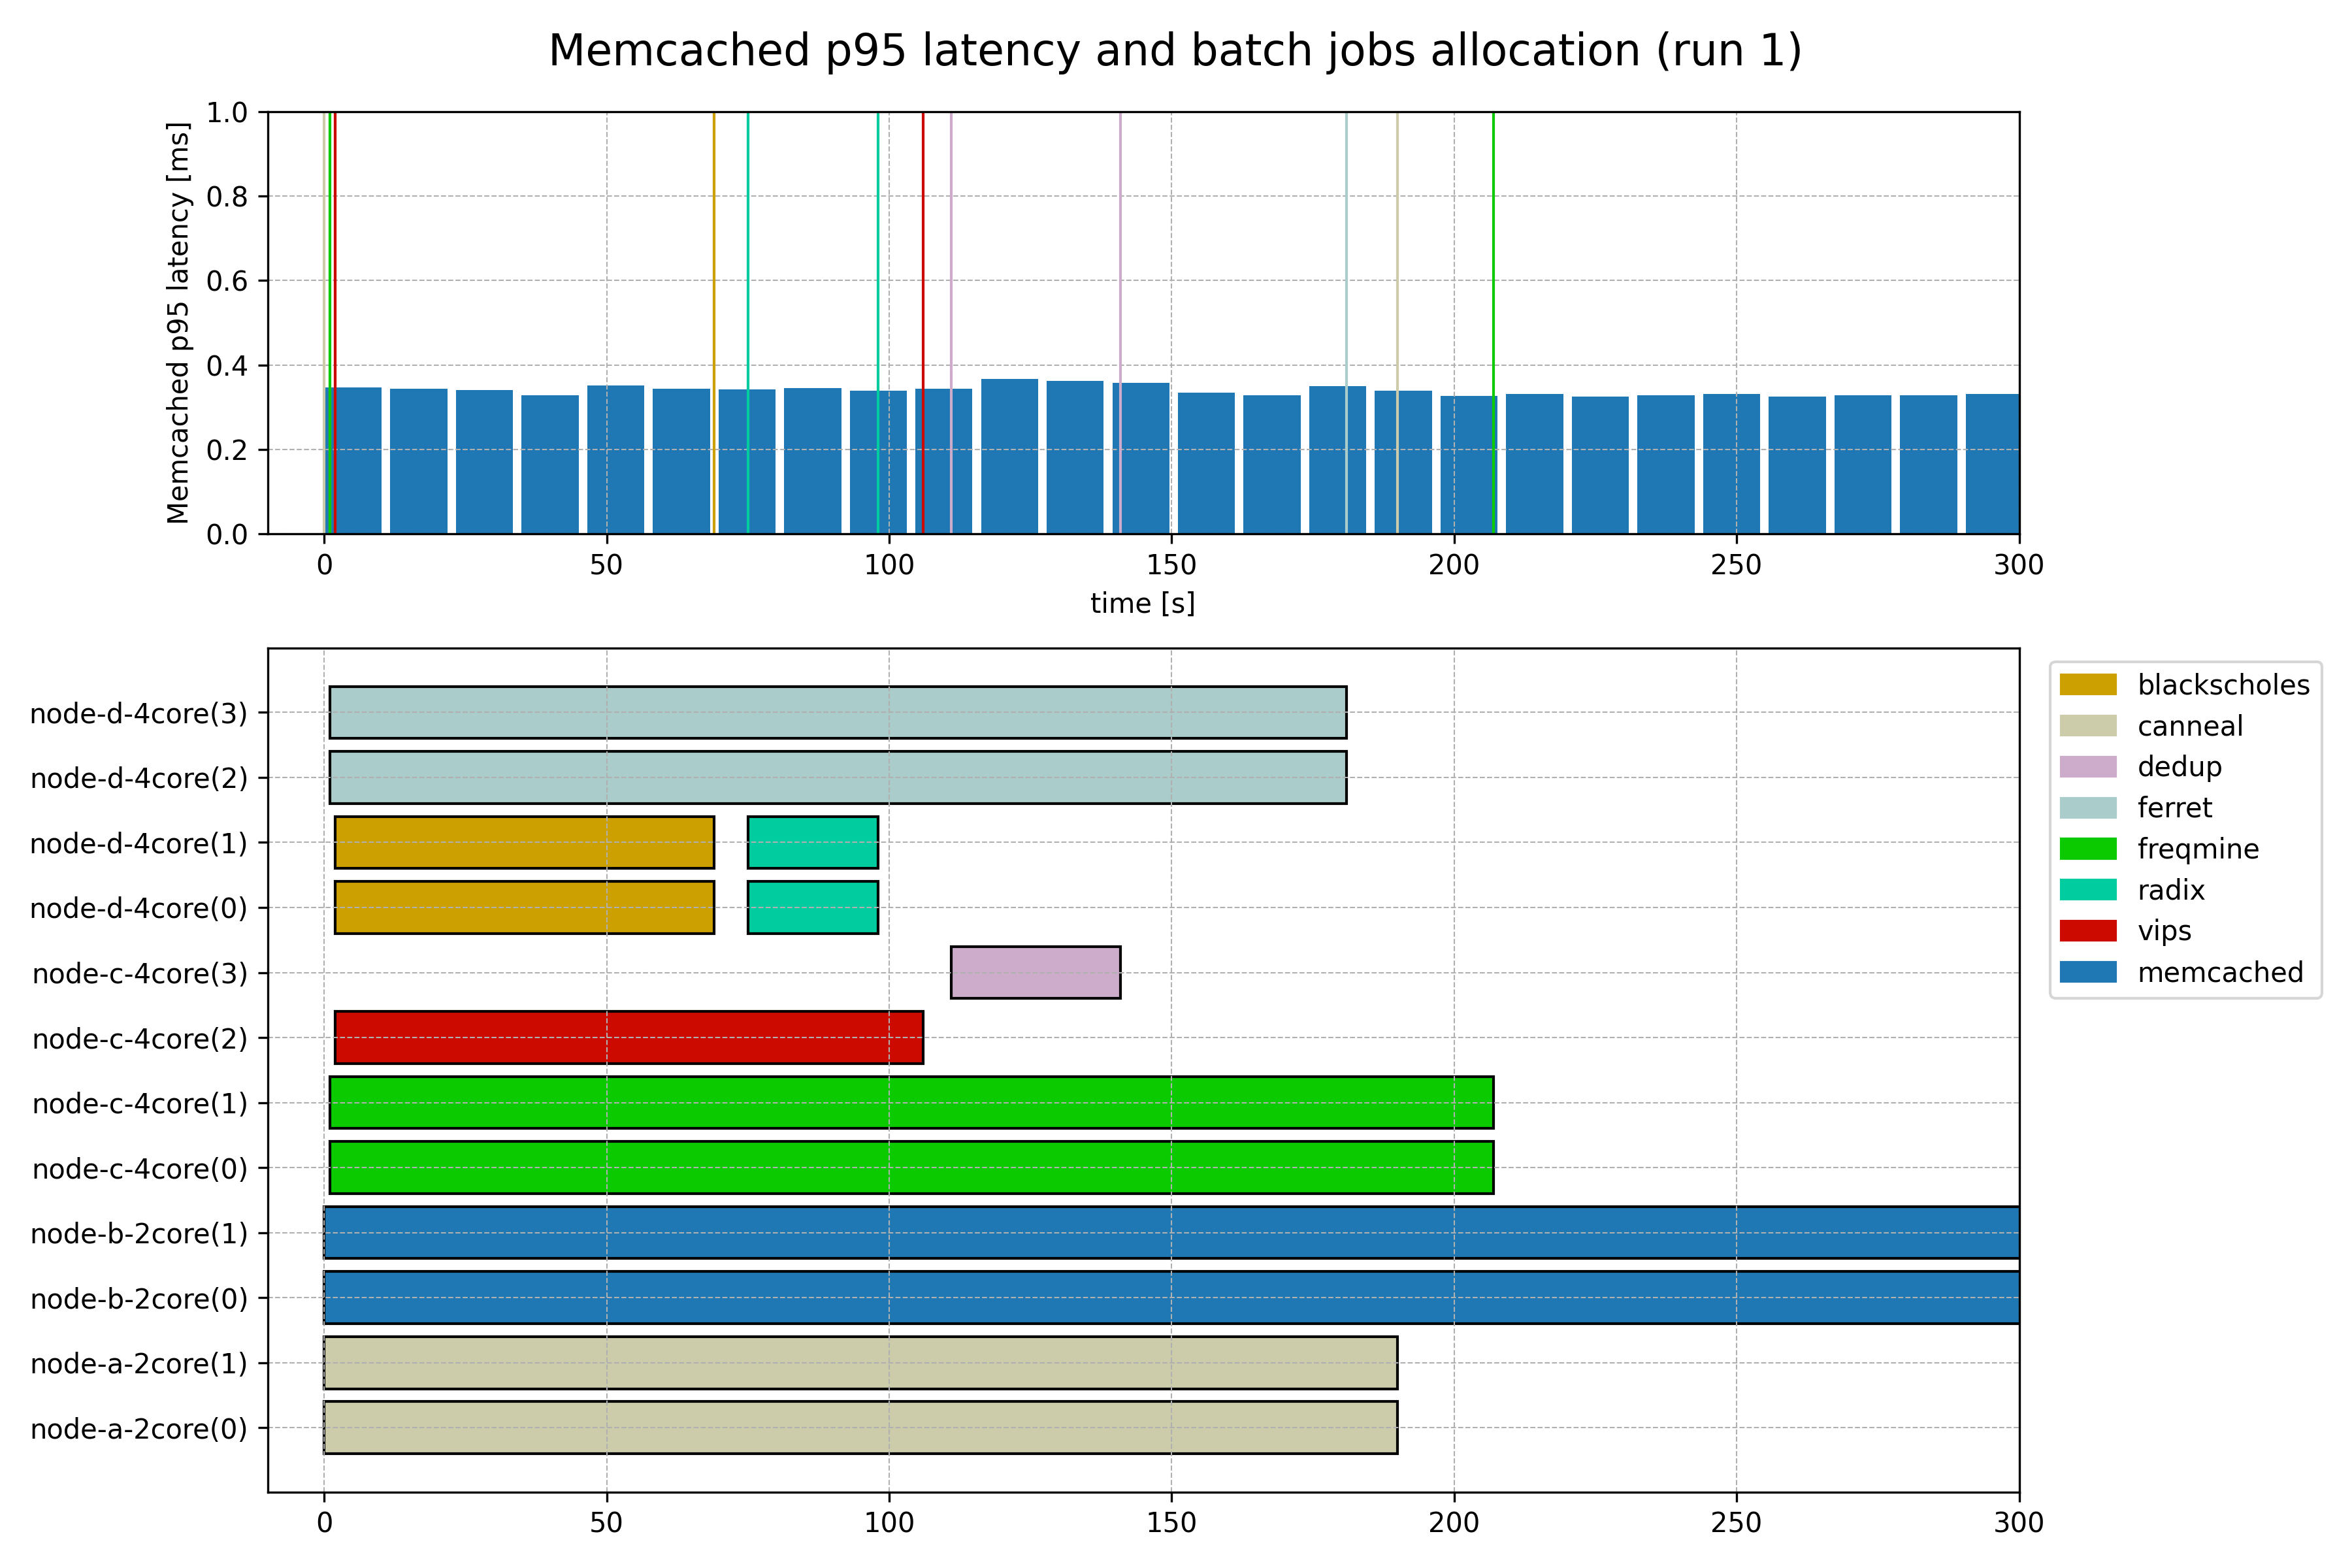 Memcached p95 latency and batch jobs allocation (run 1)
Memcached p95 latency [ms]
1.0
0.8
0.6
0.4
0.2
0.0
0 50 100 150 200 250 300
time [s]
node-d-4core(3)
node-d-4core(2)
node-d-4core(1)
node-d-4core(0)
node-c-4core(3)
node-c-4core(2)
node-c-4core(1)
node-c-4core(0)
node-b-2core(1)
node-b-2core(0)
node-a-2core(1)
node-a-2core(0)
0 50 100 150 200 250 300
blackscholes
canneal
dedup
ferret
freqmine
radix
vips
memcached